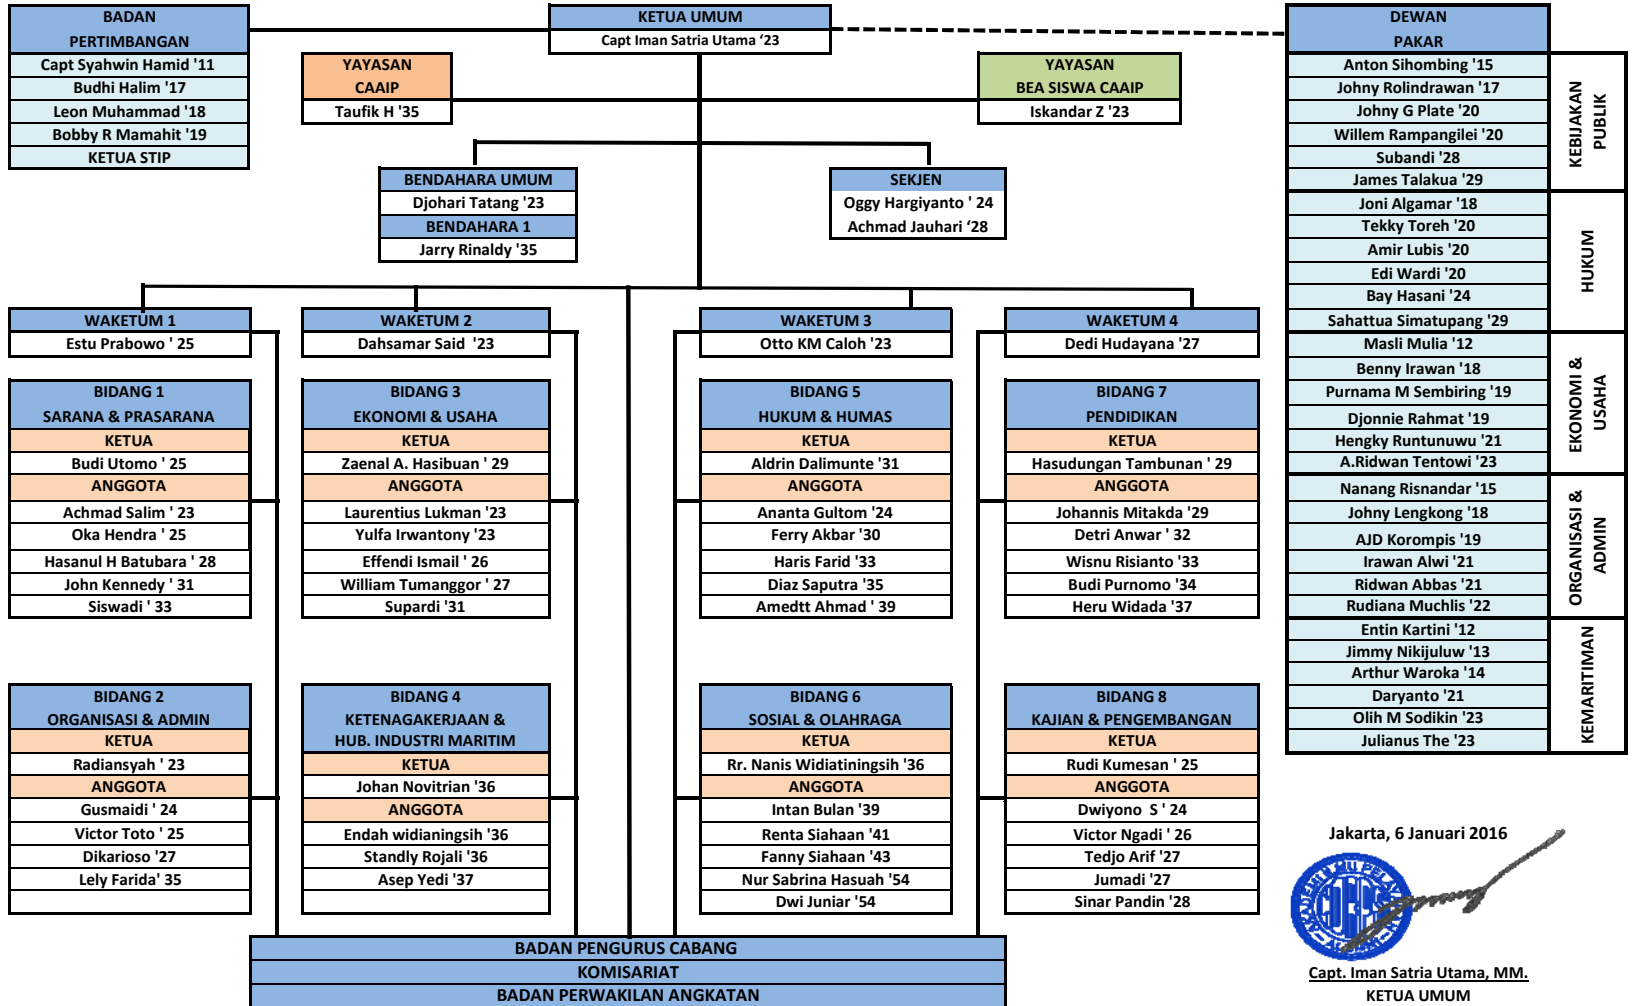 BADAN
PERTIMBANGAN
Capt Syahwin Hamid '11
Budhi Halim '17
Leon Muhammad '18
Bobby R Mamahit '19
KETUA STIP
KETUA UMUM
Capt Iman Satria Utama ‘23
YAYASAN
CAAIP
Taufik H '35
YAYASAN
BEA SISWA CAAIP
Iskandar Z '23
BENDAHARA UMUM
Djohari Tatang '23
BENDAHARA 1
Jarry Rinaldy '35
SEKJEN
Oggy Hargiyanto ' 24
Achmad Jauhari ‘28
WAKETUM 1
Estu Prabowo ' 25
WAKETUM 2
Dahsamar Said '23
WAKETUM 3
Otto KM Caloh '23
WAKETUM 4
Dedi Hudayana '27
BIDANG 1
SARANA & PRASARANA
KETUA
Budi Utomo ' 25
ANGGOTA
Achmad Salim ' 23
Oka Hendra ' 25
Hasanul H Batubara ' 28
John Kennedy ' 31
Siswadi ' 33
BIDANG 3
EKONOMI & USAHA
KETUA
Zaenal A. Hasibuan ' 29
ANGGOTA
Laurentius Lukman '23
Yulfa Irwantony '23
Effendi Ismail ' 26
William Tumanggor ' 27
Supardi '31
BIDANG 5
HUKUM & HUMAS
KETUA
Aldrin Dalimunte '31
ANGGOTA
Ananta Gultom '24
Ferry Akbar '30
Haris Farid '33
Diaz Saputra '35
Amedtt Ahmad ' 39
BIDANG 7
PENDIDIKAN
KETUA
Hasudungan Tambunan ' 29
ANGGOTA
Johannis Mitakda '29
Detri Anwar ' 32
Wisnu Risianto '33
Budi Purnomo '34
Heru Widada '37
BIDANG 2
ORGANISASI & ADMIN
KETUA
Radiansyah ' 23
ANGGOTA
Gusmaidi ' 24
Victor Toto ' 25
Dikarioso '27
Lely Farida' 35
BIDANG 4
KETENAGAKERJAAN &
HUB. INDUSTRI MARITIM
KETUA
Johan Novitrian '36
ANGGOTA
Endah widianingsih '36
Standly Rojali '36
Asep Yedi '37
BIDANG 6
SOSIAL & OLAHRAGA
KETUA
Rr. Nanis Widiatiningsih '36
ANGGOTA
Intan Bulan '39
Renta Siahaan '41
Fanny Siahaan '43
Nur Sabrina Hasuah '54
Dwi Juniar '54
BIDANG 8
KAJIAN & PENGEMBANGAN
KETUA
Rudi Kumesan ' 25
ANGGOTA
Dwiyono S ' 24
Victor Ngadi ' 26
Tedjo Arif '27
Jumadi '27
Sinar Pandin '28
BADAN PENGURUS CABANG
KOMISARIAT
BADAN PERWAKILAN ANGKATAN
DEWAN
PAKAR
Anton Sihombing '15
Johny Rolindrawan '17
Johny G Plate '20
Willem Rampangilei '20
Subandi '28
James Talakua '29
KEBIJAKAN
PUBLIK
Joni Algamar '18
Tekky Toreh '20
Amir Lubis '20
Edi Wardi '20
Bay Hasani '24
Sahattua Simatupang '29
HUKUM
Masli Mulia '12
Benny Irawan '18
Purnama M Sembiring '19
Djonnie Rahmat '19
Hengky Runtunuwu '21
A.Ridwan Tentowi '23
EKONOMI &
USAHA
Nanang Risnandar '15
Johny Lengkong '18
AJD Korompis '19
Irawan Alwi '21
Ridwan Abbas '21
Rudiana Muchlis '22
ORGANISASI &
ADMIN
Entin Kartini '12
Jimmy Nikijuluw '13
Arthur Waroka '14
Daryanto '21
Olih M Sodikin '23
Julianus The '23
KEMARITIMAN
Jakarta, 6 Januari 2016
Capt. Iman Satria Utama, MM.
KETUA UMUM